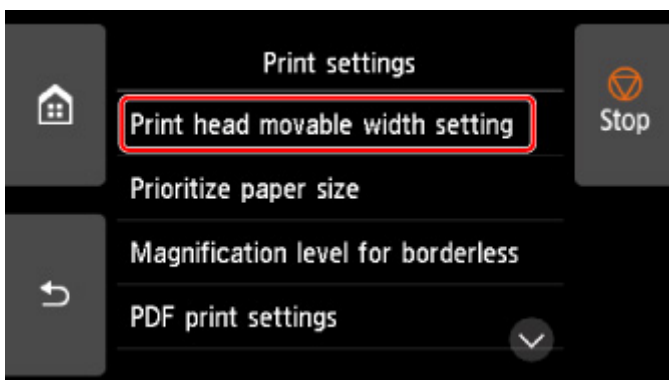 Print settings
Print head movable width setting
Stop
Prioritize paper size
Magnification level for borderless
PDF print settings